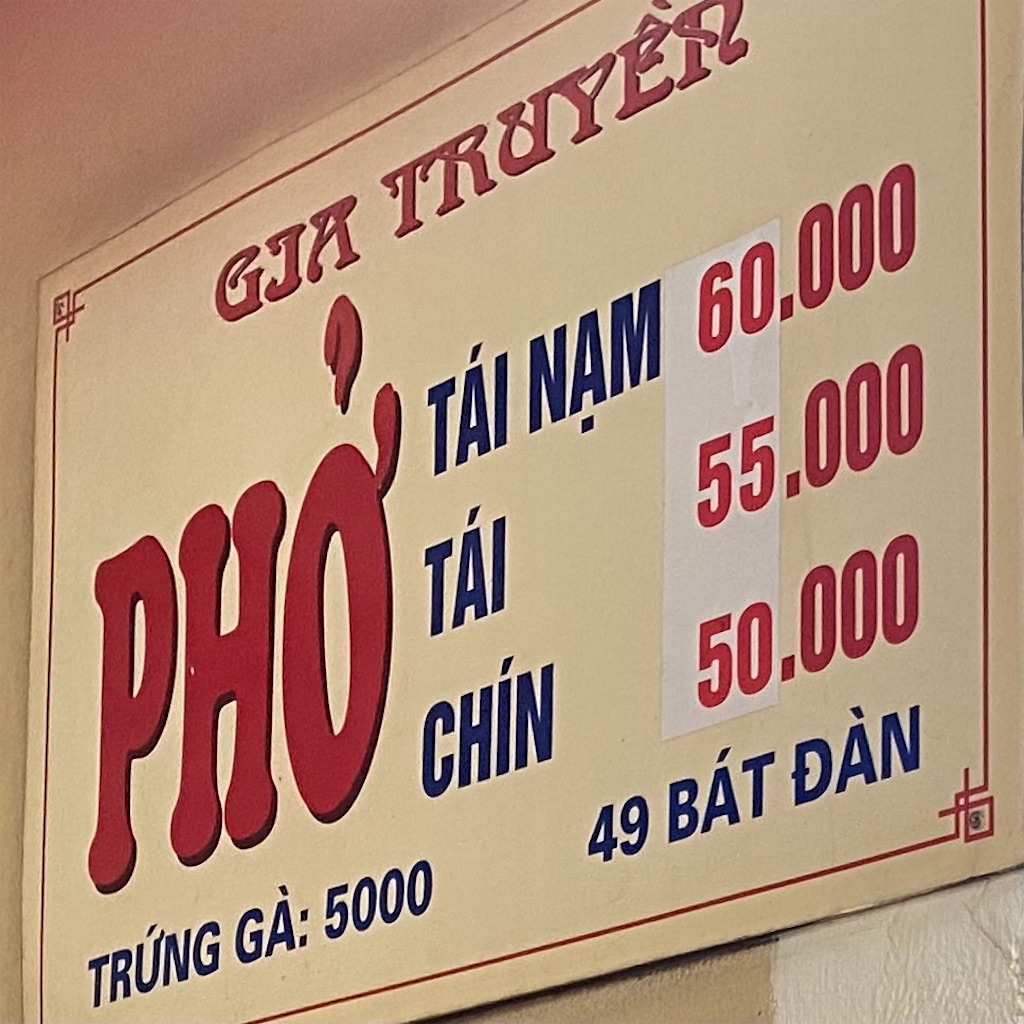 GIA TRUYỀN
PHỞ
TÁI NẠM 60.000
TÁI 55.000
CHÍN 50.000
49 BÁT ĐÀN
TRỨNG GÀ: 5000